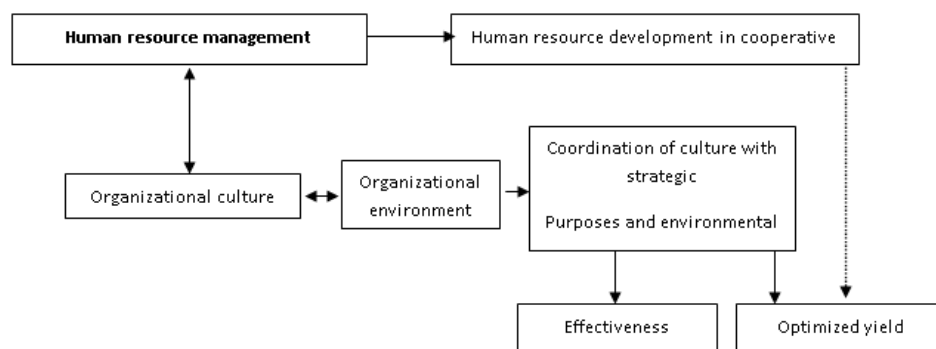 Human resource management
Human resource development in cooperative
Organizational culture
Organizational
environment
Coordination of culture with
strategic
Purposes and environmental
Effectiveness
Optimized yield